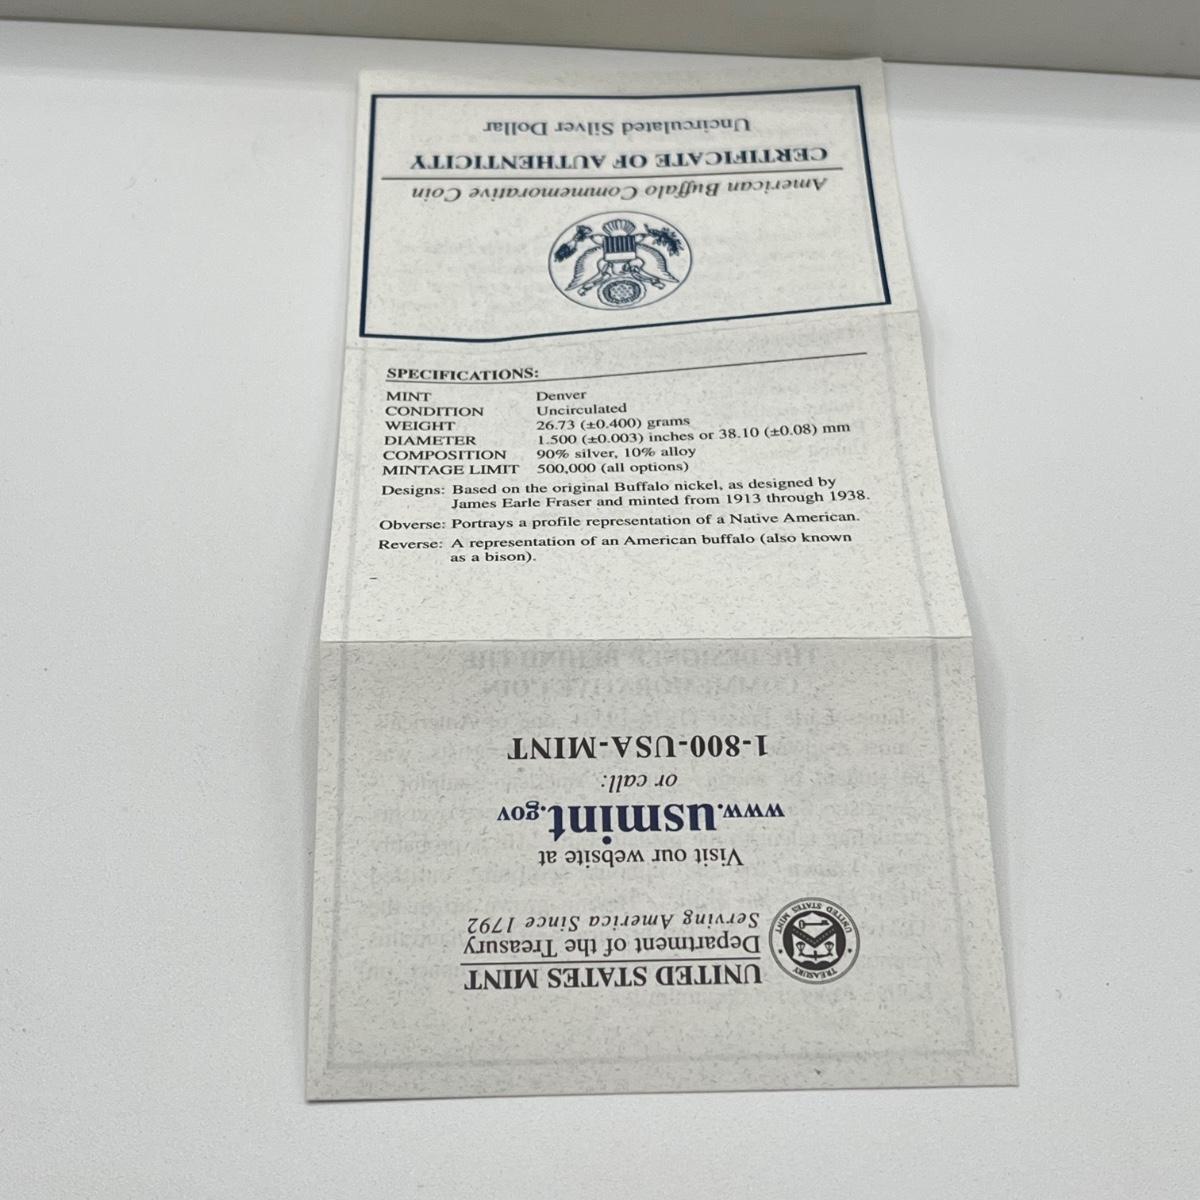 American Buffalo Commemorative Coin
CERTIFICATE OF AUTHENTICITY
Uncirculated Silver Dollar
SPECIFICATIONS:
MINT Denver
CONDITION Uncirculated
WEIGHT 26.73 (±0.400) grams
DIAMETER 1.500 (±0.003) inches or 38.10 (±0.08) mm
COMPOSITION 90% silver, 10% alloy
MINTAGE LIMIT 500,000 (all options)
Designs: Based on the original Buffalo nickel, as designed by
James Earle Fraser and minted from 1913 through 1938.
Obverse: Portrays a profile representation of a Native American.
Reverse: A representation of an American buffalo (also known
as a bison).
UNITED STATES MINT
Department of the Treasury
Serving America Since 1792
TREASURY
UNITED STATES MINT
Visit our website at
www.usmint.gov
or call:
1-800-USA-MINT